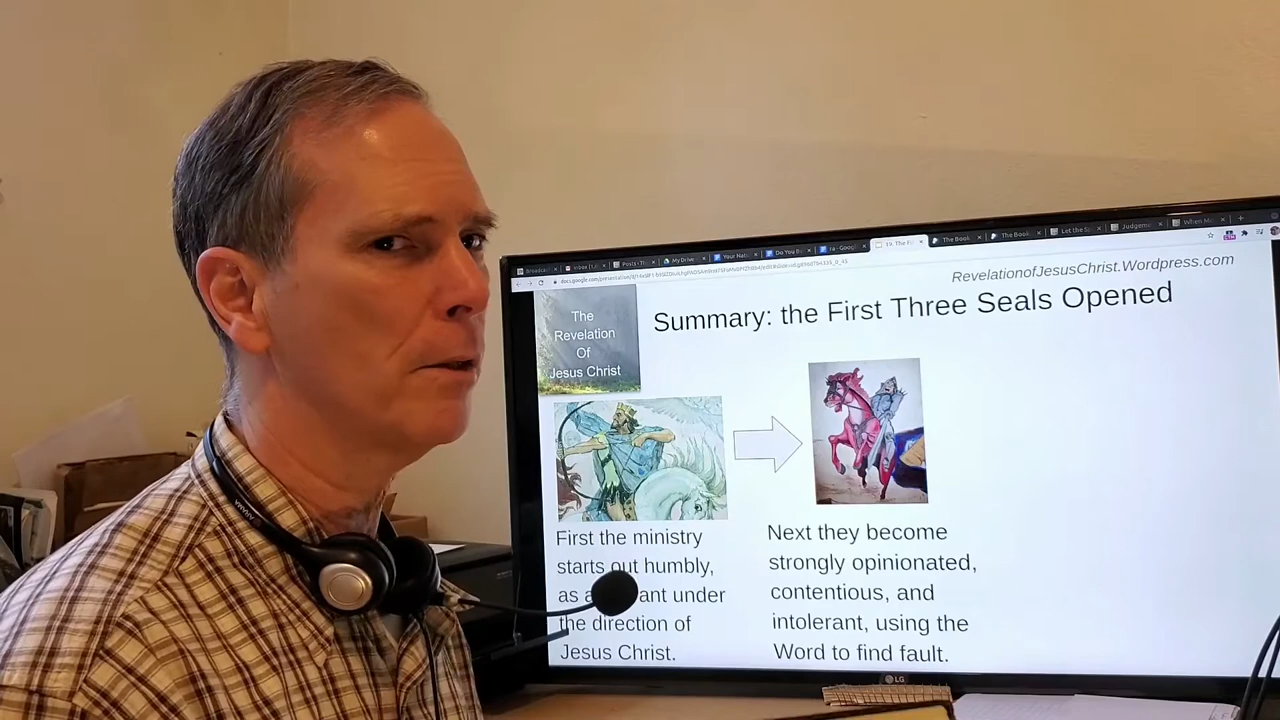 RevelationofJesusChrist.Wordpress.com
The
Revelation
Of
Jesus Christ
Summary: the First Three Seals Opened
First the ministry
starts out humbly,
as a ant under
the direction of
Jesus Christ.
Next they become
strongly opinionated,
contentious, and
intolerant, using the
Word to find fault.
LG